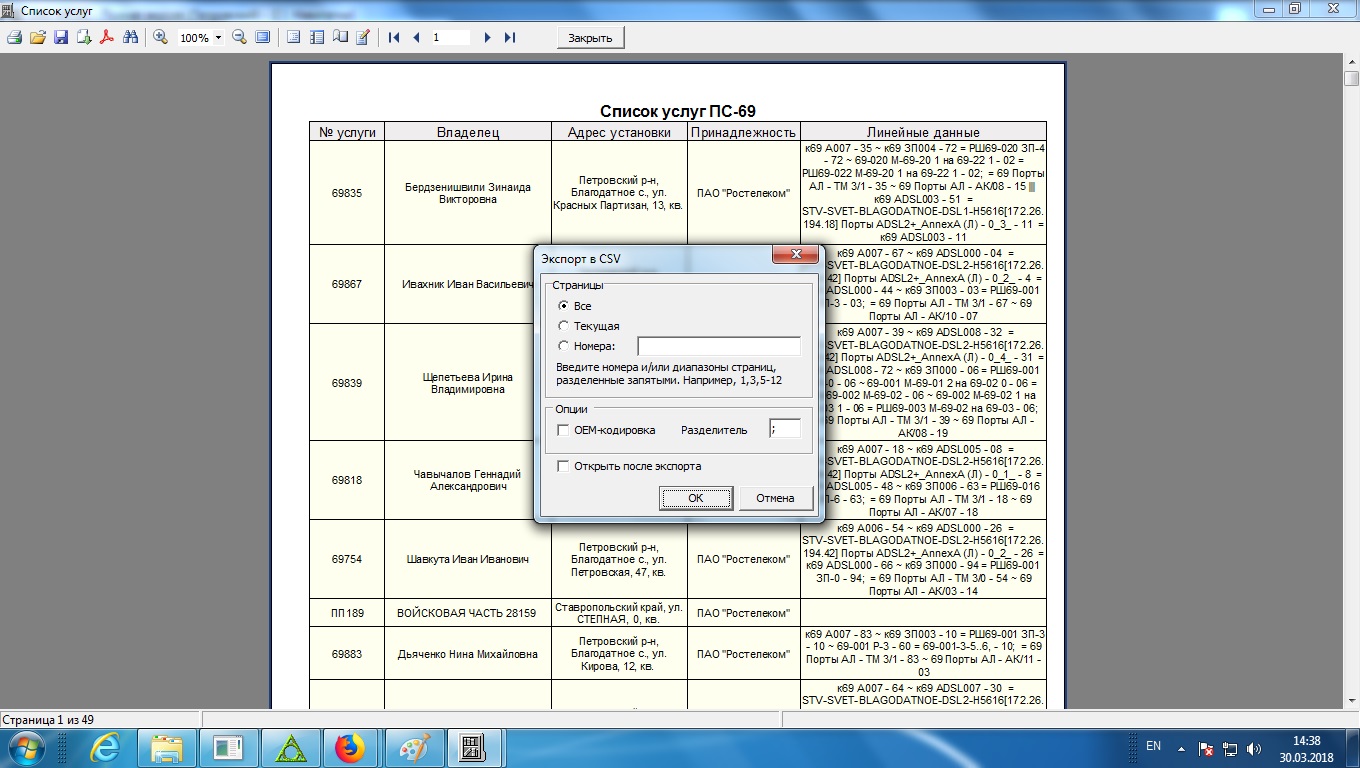 Список услуг
100%
1
Закрыть
Список услуг ПС-69
№ услуги
Владелец
Адрес установки
Принадлежность
Линейные данные
69835
Бердзенишвили Зинаида
Викторовна
Петровский р-н,
Благодатное с., ул.
Красных Партизан, 13, кв.
ПАО "Ростелеком"
к69 А007 - 35 ~ к69 ЗП004 - 72 = РШ69-020 ЗП-4
- 72 ~ 69-020 М-69-20 1 на 69-22 1 - 02 =
РШ69-022 М-69-20 1 на 69-22 1 - 02;  = 69 Порты
АЛ - ТМ 3/1 - 35 ~ 69 Порты АЛ - АК/08 - 15 |||
к69 ADSL003 - 51  =
STV-SVET-BLAGODATNOE-DSL1-H5616[172.26.
194.18] Порты ADSL2+_AnnexA (Л) - 0_3_ - 11  =
к69 ADSL003 - 11
69867
Ивахник Иван Васильевич
к69 А007 - 67 ~ к69 ADSL000 - 04  =
-SVET-BLAGODATNOE-DSL2-H5616[172.26.
42] Порты ADSL2+_AnnexA (Л) - 0_2_ - 4 =
ADSL000 - 44 ~ к69 ЗП003 - 03 = РШ69-001
-3 - 03;  = 69 Порты АЛ - ТМ 3/1 - 67 ~ 69
Порты АЛ - АК/10 - 07
69839
Щепетьева Ирина
Владимировна
к69 А007 - 39 ~ к69 ADSL008 - 32  =
-SVET-BLAGODATNOE-DSL2-H5616[172.26.
42] Порты ADSL2+_AnnexA (Л) - 0_4_ - 31 =
ADSL008 - 72 ~ к69 ЗП000 - 06 = РШ69-001
-0 - 06 ~ 69-001 М-69-01 2 на 69-02 0 - 06 =
69-002 М-69-02 - 06 ~ 69-002 М-69-02 1 на
03 1 - 06 = РШ69-003 М-69-02 на 69-03 - 06;
69 Порты АЛ - ТМ 3/1 - 39 ~ 69 Порты АЛ -
АК/08 - 19
69818
Чавычалов Геннадий
Александрович
к69 А007 - 18 ~ к69 ADSL005 - 08  =
-SVET-BLAGODATNOE-DSL2-H5616[172.26.
42] Порты ADSL2+_AnnexA (Л) - 0_1_ - 8 =
ADSL005 - 48 ~ к69 ЗП006 - 63 = РШ69-016
-6 - 63;  = 69 Порты АЛ - ТМ 3/1 - 18 ~ 69
Порты АЛ - АК/07 - 18
69754
Шавкута Иван Иванович
Петровский р-н,
Благодатное с., ул.
Петровская, 47, кв.
ПАО "Ростелеком"
к69 А006 - 54 ~ к69 ADSL000 - 26  =
STV-SVET-BLAGODATNOE-DSL2-H5616[172.26.
194.42] Порты ADSL2+_AnnexA (Л) - 0_2_ - 26  =
к69 ADSL000 - 66 ~ к69 ЗП000 - 94 = РШ69-001
ЗП-0 - 94;  = 69 Порты АЛ - ТМ 3/0 - 54 ~ 69
Порты АЛ - АК/03 - 14
ПП189
ВОЙСКОВАЯ ЧАСТЬ 28159
Ставропольский край, ул.
СТЕПНАЯ, 0, кв.
ПАО "Ростелеком"
69883
Дьяченко Нина Михайловна
Петровский р-н,
Благодатное с., ул.
Кирова, 12, кв.
ПАО "Ростелеком"
к69 А007 - 83 ~ к69 ЗП003 - 10 = РШ69-001 ЗП-3
- 10 ~ 69-001 Р-3 - 60 = 69-001-3-5..6, - 10;  = 69
Порты АЛ - ТМ 3/1 - 83 ~ 69 Порты АЛ - АК/11 -
03
к69 А007 - 64 ~ к69 ADSL007 - 30  =
STV-SVET-BLAGODATNOE-DSL2-H5616[172.26.
Экспорт в CSV
Страницы
Все
Текущая
Номера:
Введите номера и/или диапазоны страниц,
разделенные запятыми. Например, 1,3,5-12
Опции
OEM-кодировка
Разделитель
;
Открыть после экспорта
OK
Отмена
Страница 1 из 49
EN
14:38
30.03.2018